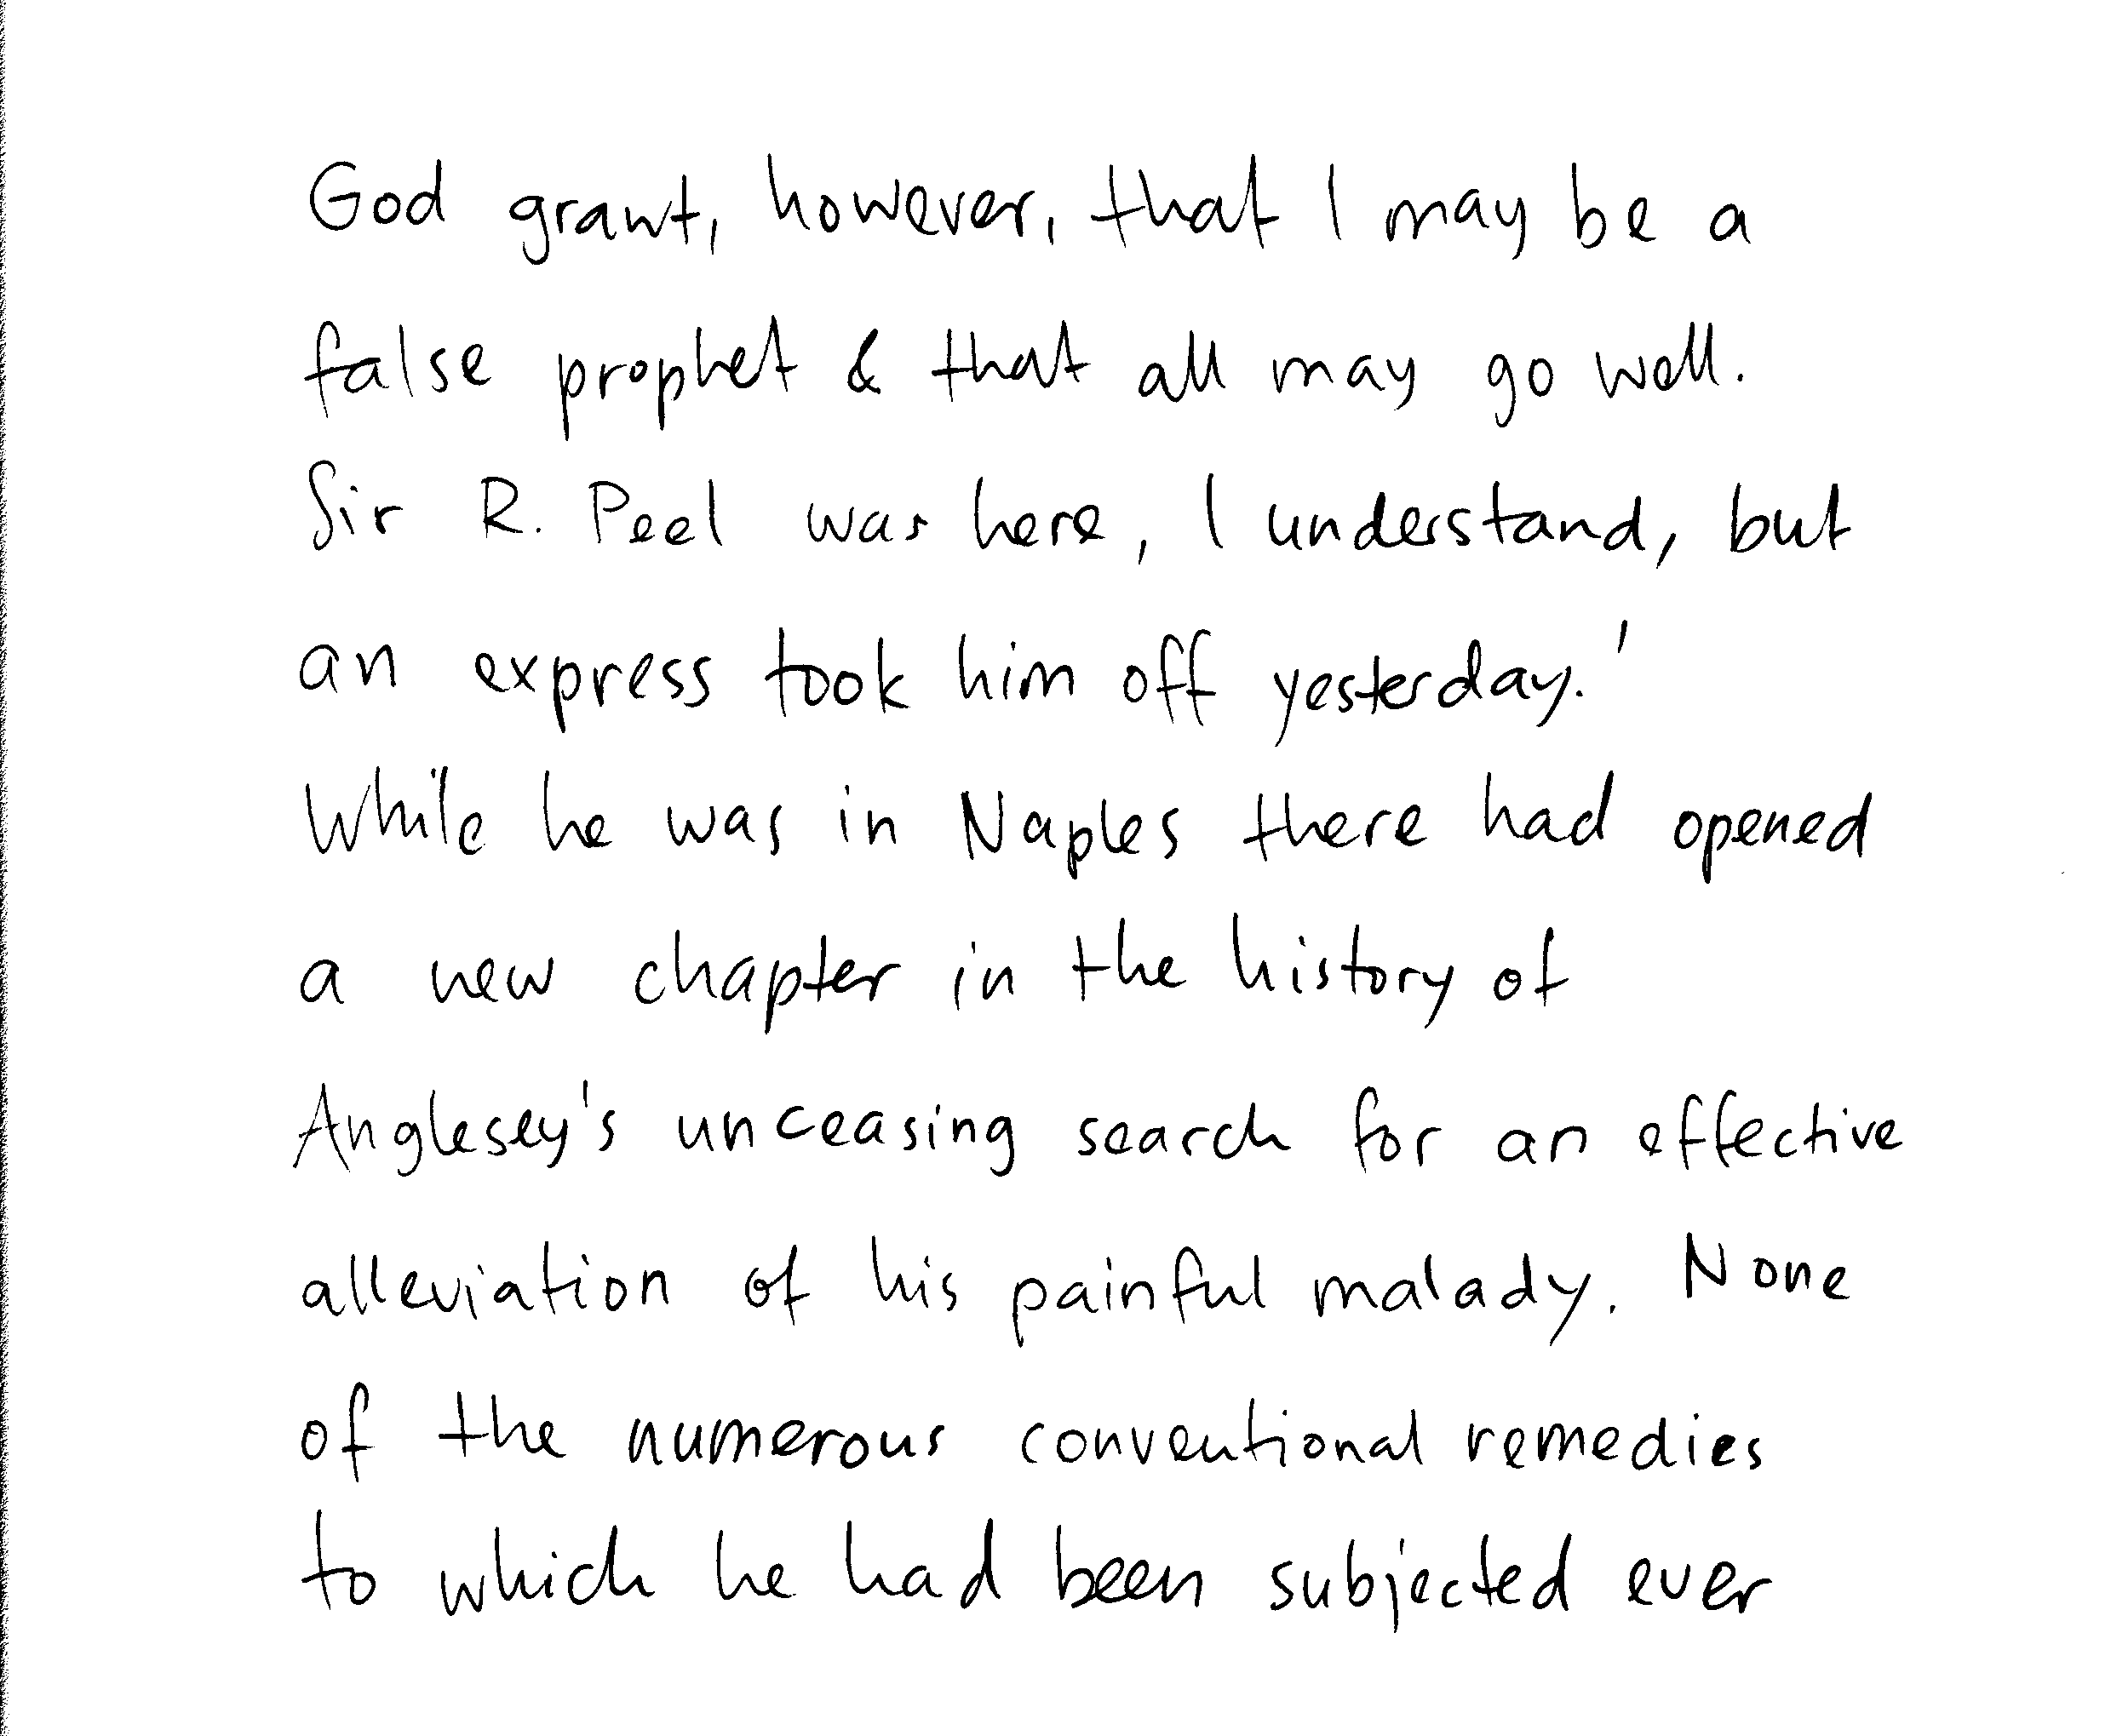 God grant, however, that I may be a
false prophet & that all may go well.
Sir R. Peel was here, I understand, but
an express took him off yesterday.'
While he was in Naples there had opened
a new chapter in the history of
Anglesey's unceasing search for an effective
alleviation of his painful malady. None
of the numerous conventional remedies
to which he had been subjected ever